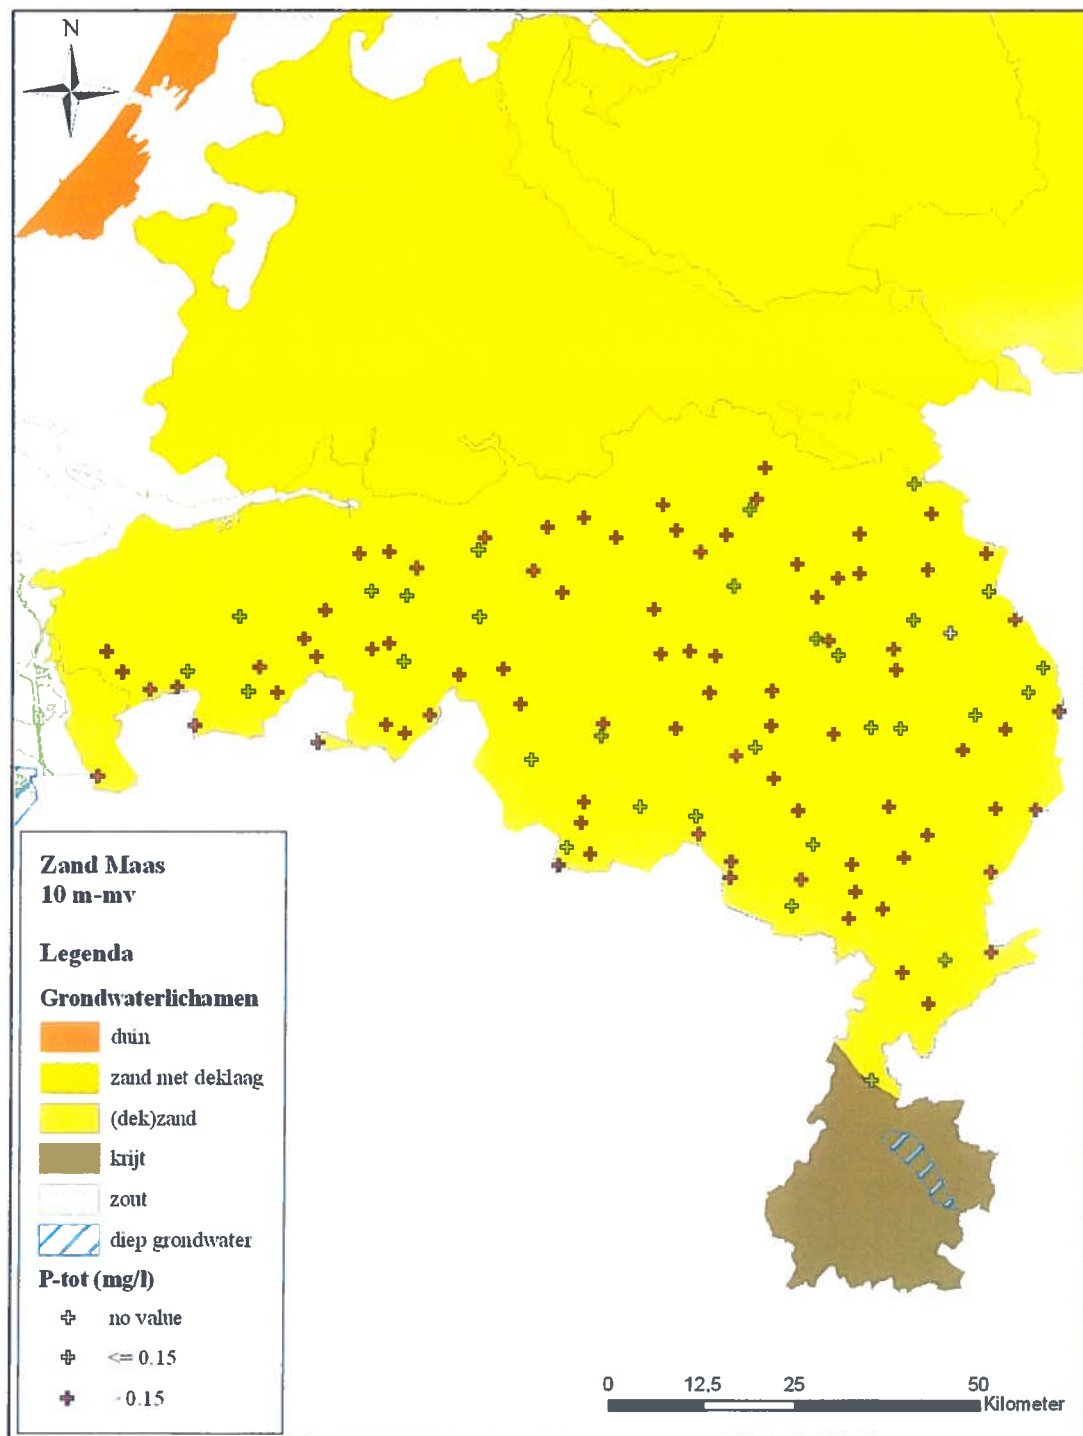 N
Zand Maas
10 m-mv
Legenda
Grondwaterlichamen
duin
zand met deklaag
(dek)zand
krijt
zout
diep grondwater
P-tot (mg/l)
no value
<= 0.15
0.15
0 12,5 25 50
Kilometer